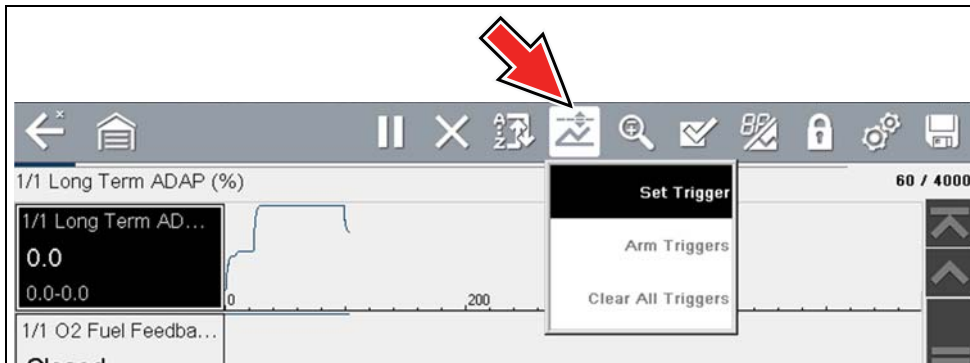 1/1 Long Term ADAP (%)
60 / 4000
1/1 Long Term AD...
0.0
0.0-0.0
0
200
Set Trigger
Arm Triggers
Clear All Triggers
1/1 O2 Fuel Feedba...
Closed